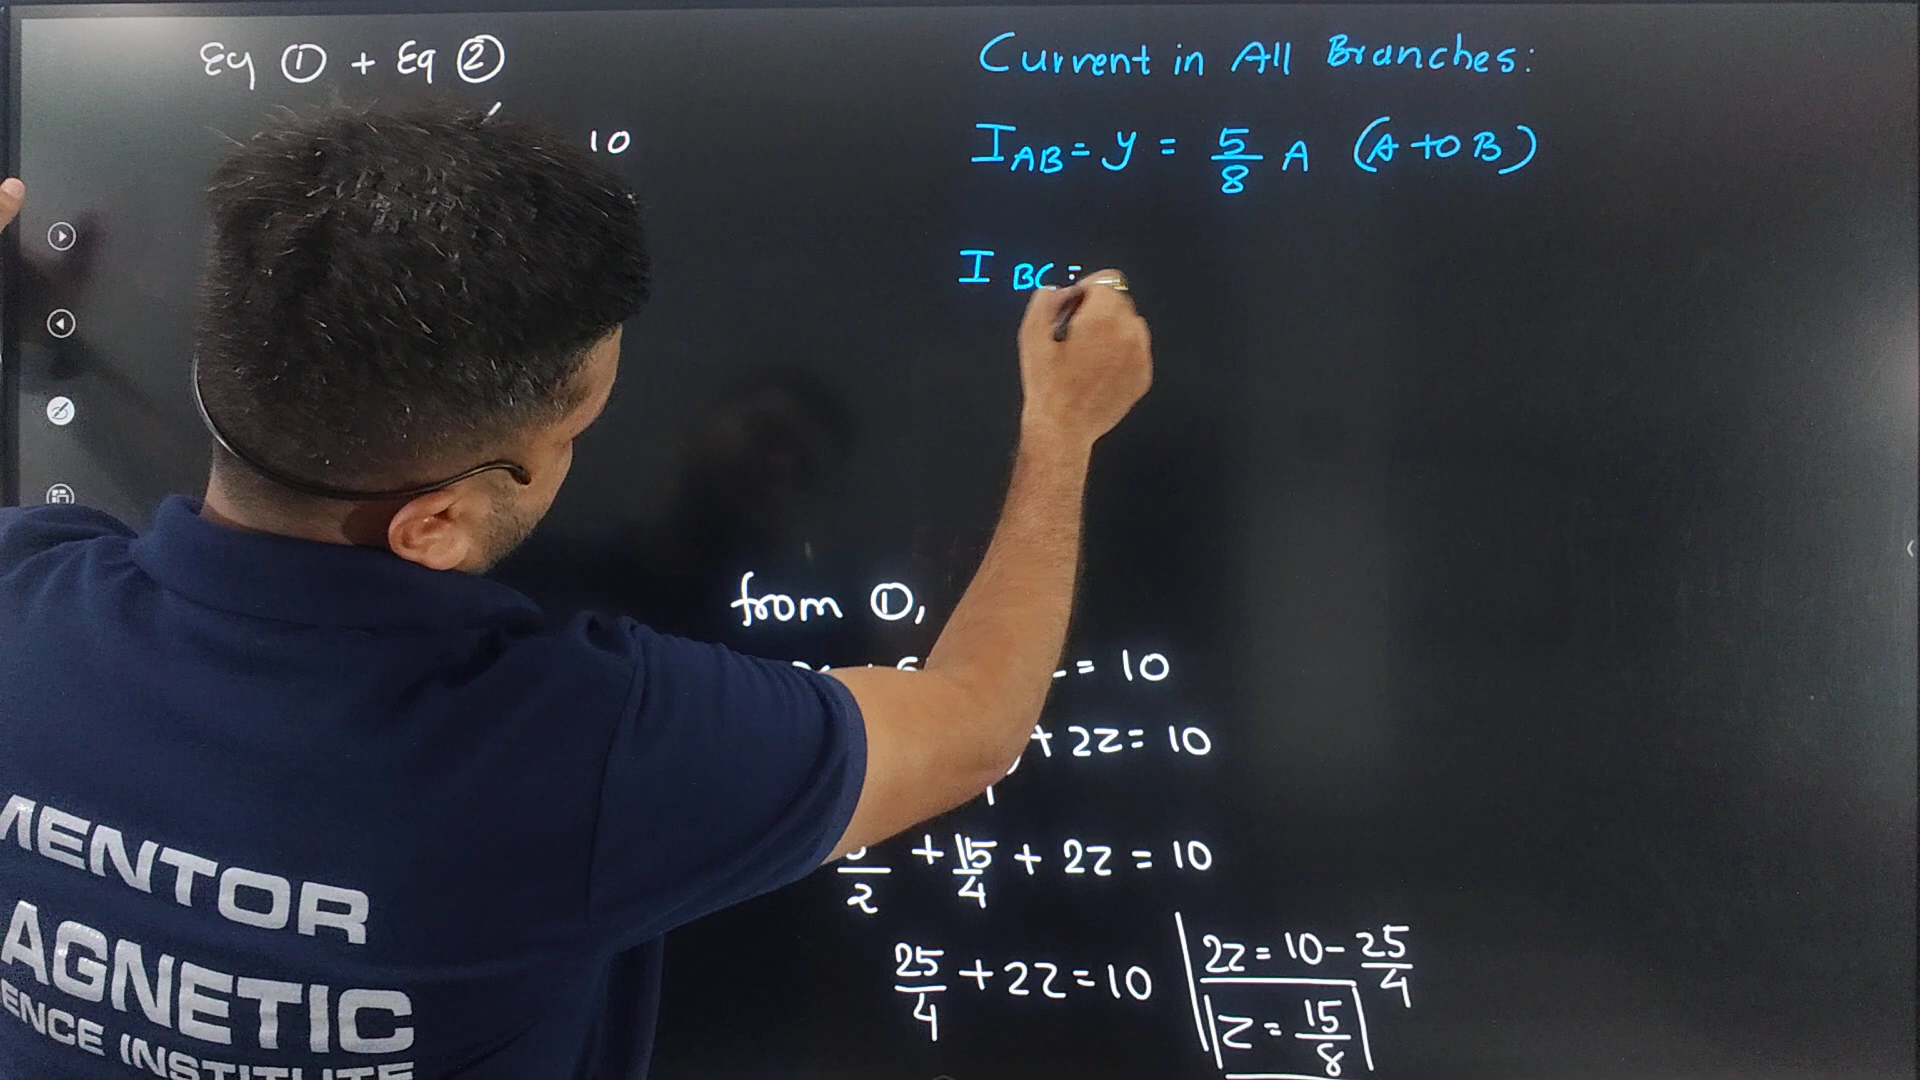 Eq ① + Eq ②
10
Current in All Branches:
I AB = y = 5/8 A (A to B)
I BC =
from ①,
= 10
+ 2z = 10
/2 + 15/4 + 2z = 10
25/4 + 2z = 10
2z = 10 - 25/4
z = 15/8
MENTOR
AGNETIC
ENCE INSTITUTE